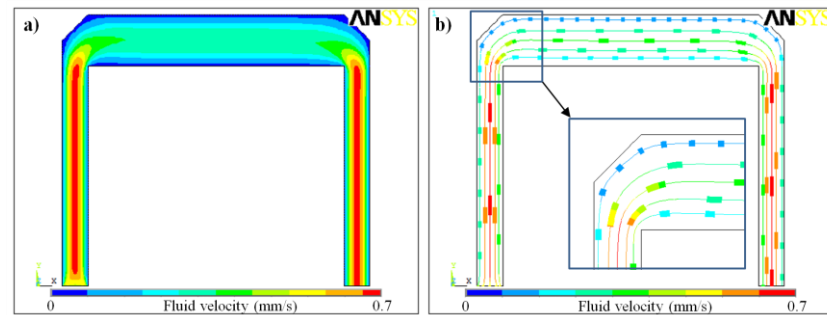 a)
ANSYS
X
0
Fluid velocity (mm/s)
0.7
b)
ANSYS
X
0
Fluid velocity (mm/s)
0.7